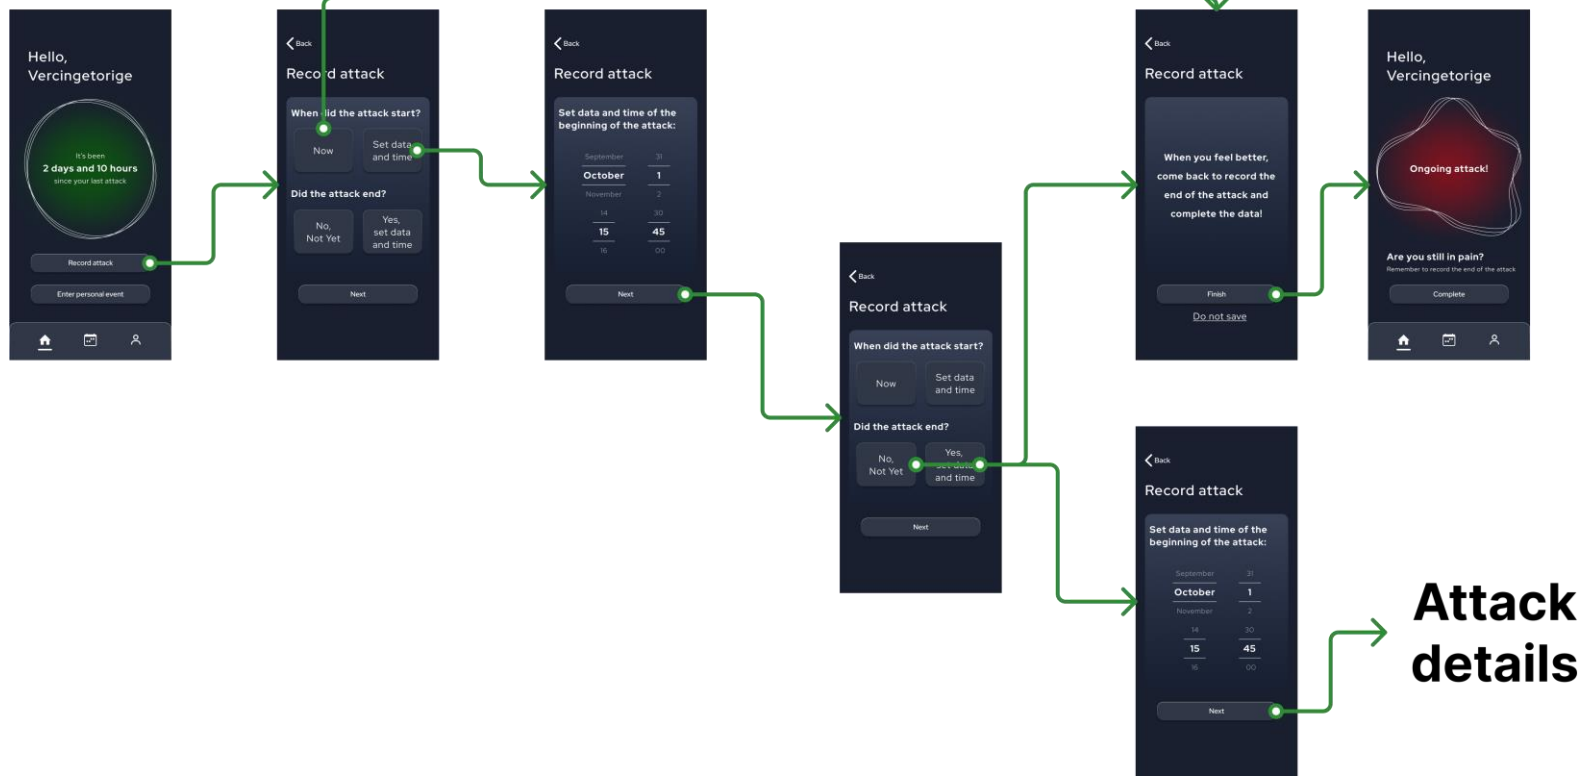 Hello,
Vercingetorige
It's been
2 days and 10 hours
since your last attack
Record attack
Enter personal event
Back
Record attack
When did the attack start?
Now
Set data
and time
Did the attack end?
No,
Not Yet
Yes,
set data
and time
Next
Back
Record attack
Set data and time of the
beginning of the attack:
September 31
October 1
November 2
14 30
15 45
16 00
Next
Back
Record attack
When did the attack start?
Now
Set data
and time
Did the attack end?
No,
Not Yet
Yes,
set data
and time
Next
Back
Record attack
When you feel better,
come back to record the
end of the attack and
complete the data!
Finish
Do not save
Hello,
Vercingetorige
Ongoing attack!
Are you still in pain?
Remember to record the end of the attack
Complete
Back
Record attack
Set data and time of the
beginning of the attack:
September 31
October 1
November 2
14 30
15 45
16 00
Next
Attack
details